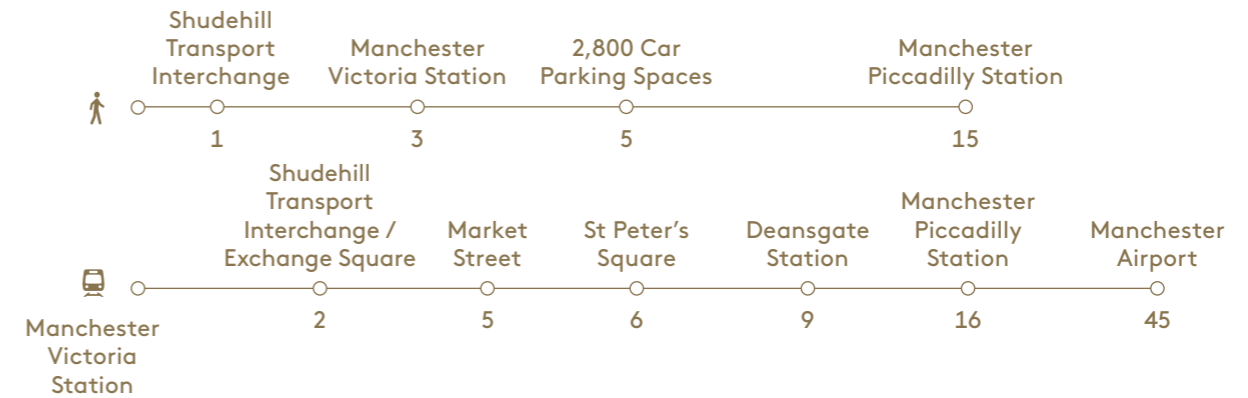 Shudehill
Transport
Interchange
Manchester
Victoria Station
2,800 Car
Parking Spaces
Manchester
Piccadilly Station
1
3
5
15
Shudehill
Transport
Interchange /
Exchange Square
Market
Street
St Peter's
Square
Deansgate
Station
Manchester
Piccadilly
Station
Manchester
Airport
Manchester
Victoria
Station
2
5
6
9
16
45